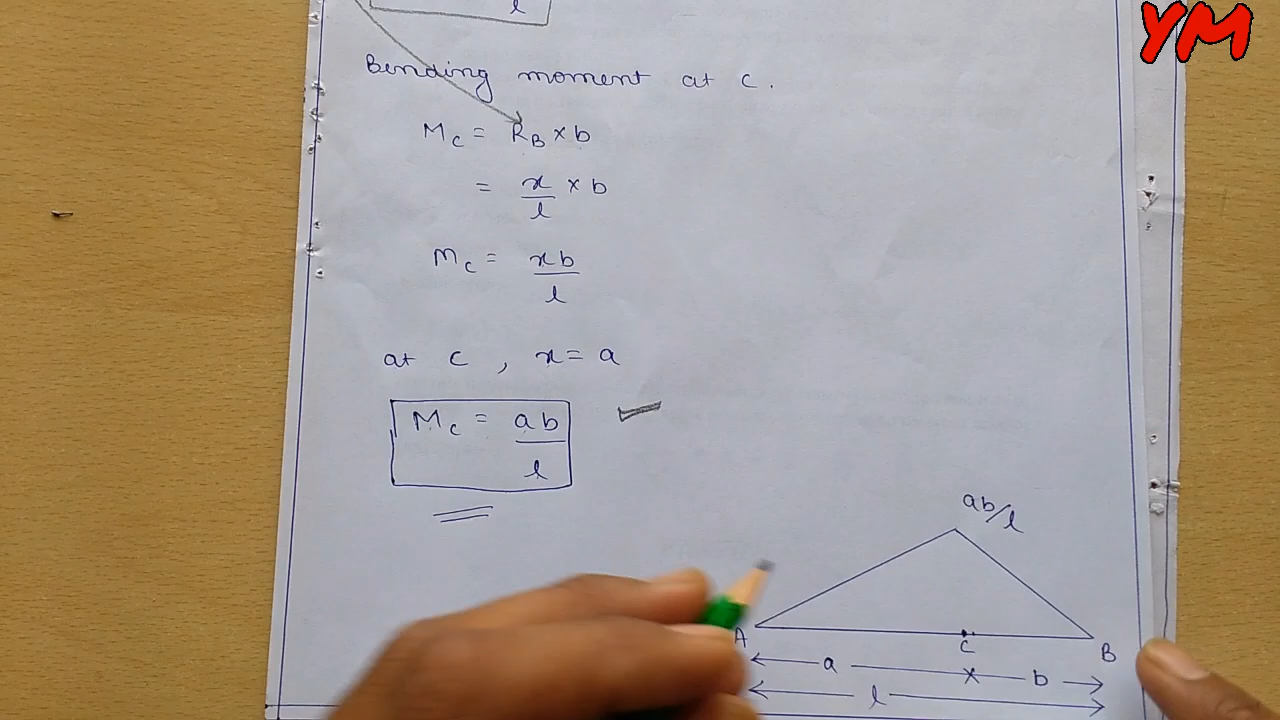 l
YM
Bending moment at c.
Mc = RB × b
= x/l × b
Mc = xb/l
at c, x = a
Mc = ab/l
ab/l
A C B
a b
l